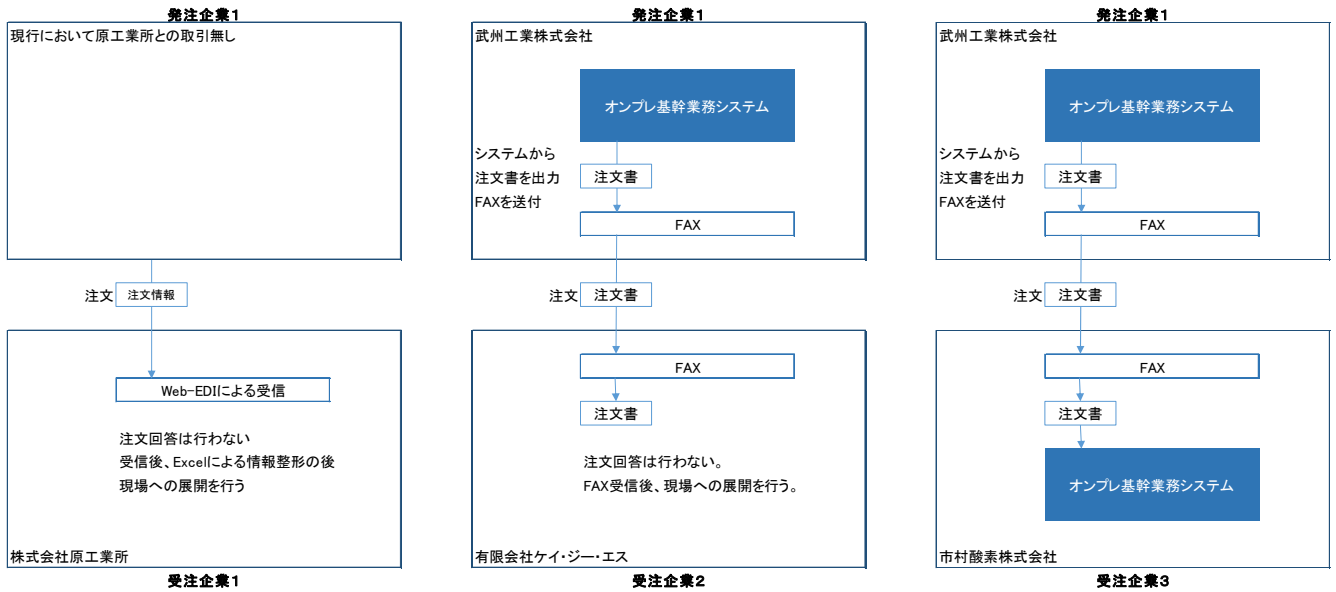 発注企業1
現行において原工業所との取引無し
注文
注文情報
Web-EDIによる受信
注文回答は行わない
受信後、Excelによる情報整形の後
現場への展開を行う
株式会社原工業所
受注企業1
発注企業1
武州工業株式会社
オンプレ基幹業務システム
システムから
注文書を出力
FAXを送付
注文書
FAX
注文
注文書
FAX
注文書
注文回答は行わない。
FAX受信後、現場への展開を行う。
有限会社ケイ・ジー・エス
受注企業2
発注企業1
武州工業株式会社
オンプレ基幹業務システム
システムから
注文書を出力
FAXを送付
注文書
FAX
注文
注文書
FAX
注文書
オンプレ基幹業務システム
市村酸素株式会社
受注企業3